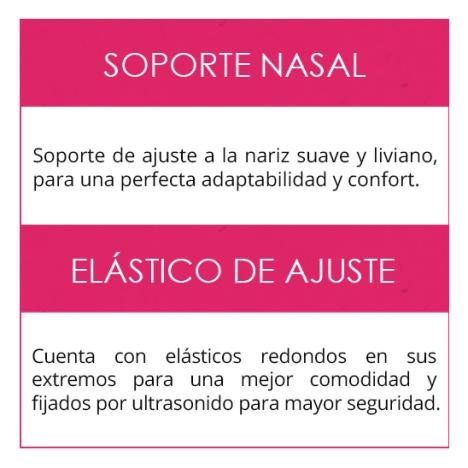 SOPORTE NASAL
Soporte de ajuste a la nariz suave y liviano,
para una perfecta adaptabilidad y confort.
ELÁSTICO DE AJUSTE
Cuenta con elásticos redondos en sus
extremos para una mejor comodidad y
fijados por ultrasonido para mayor seguridad.